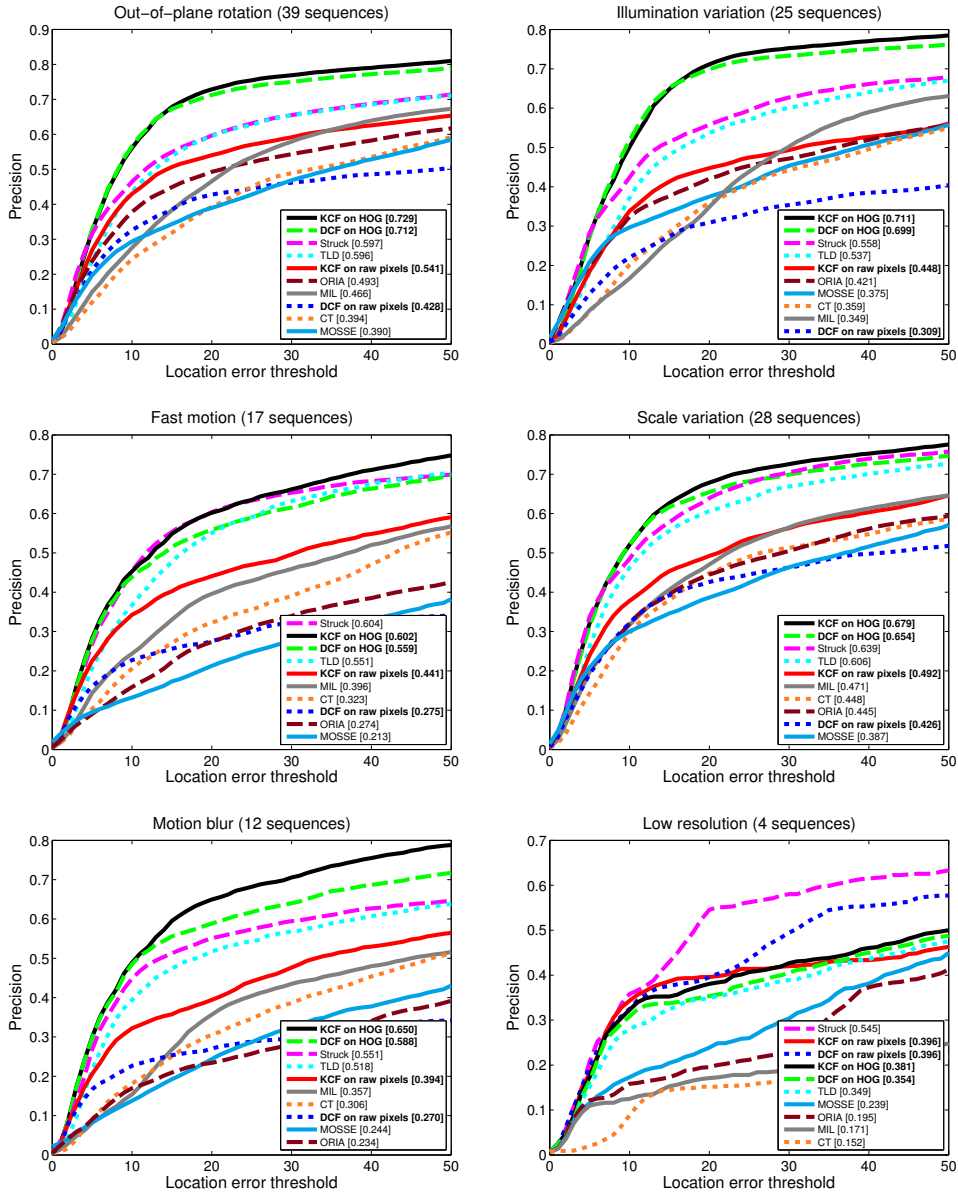 Out−of−plane rotation (39 sequences)
0.9
0.8
0.7
0.6
0.5
0.4
0.3
0.2
0.1
0
Precision
KCF on HOG [0.729]
DCF on HOG [0.712]
Struck [0.597]
TLD [0.596]
KCF on raw pixels [0.541]
ORIA [0.493]
MIL [0.466]
DCF on raw pixels [0.428]
CT [0.394]
MOSSE [0.390]
0 10 20 30 40 50
Location error threshold
Illumination variation (25 sequences)
0.8
0.7
0.6
0.5
0.4
0.3
0.2
0.1
0
Precision
KCF on HOG [0.711]
DCF on HOG [0.699]
Struck [0.558]
TLD [0.537]
KCF on raw pixels [0.448]
ORIA [0.421]
MOSSE [0.375]
CT [0.359]
MIL [0.349]
DCF on raw pixels [0.309]
0 10 20 30 40 50
Location error threshold
Fast motion (17 sequences)
0.8
0.7
0.6
0.5
0.4
0.3
0.2
0.1
0
Precision
Struck [0.604]
KCF on HOG [0.602]
DCF on HOG [0.559]
TLD [0.551]
KCF on raw pixels [0.441]
MIL [0.396]
CT [0.323]
DCF on raw pixels [0.275]
ORIA [0.274]
MOSSE [0.213]
0 10 20 30 40 50
Location error threshold
Scale variation (28 sequences)
0.8
0.7
0.6
0.5
0.4
0.3
0.2
0.1
0
Precision
KCF on HOG [0.679]
DCF on HOG [0.654]
Struck [0.639]
TLD [0.606]
KCF on raw pixels [0.492]
MIL [0.471]
CT [0.448]
ORIA [0.445]
DCF on raw pixels [0.426]
MOSSE [0.387]
0 10 20 30 40 50
Location error threshold
Motion blur (12 sequences)
0.8
0.7
0.6
0.5
0.4
0.3
0.2
0.1
0
Precision
KCF on HOG [0.650]
DCF on HOG [0.588]
Struck [0.551]
TLD [0.518]
KCF on raw pixels [0.394]
MIL [0.357]
CT [0.306]
DCF on raw pixels [0.270]
MOSSE [0.244]
ORIA [0.234]
0 10 20 30 40 50
Location error threshold
Low resolution (4 sequences)
0.7
0.6
0.5
0.4
0.3
0.2
0.1
0
Precision
Struck [0.545]
KCF on raw pixels [0.396]
DCF on raw pixels [0.396]
KCF on HOG [0.381]
DCF on HOG [0.354]
TLD [0.349]
MOSSE [0.239]
ORIA [0.195]
MIL [0.171]
CT [0.152]
0 10 20 30 40 50
Location error threshold